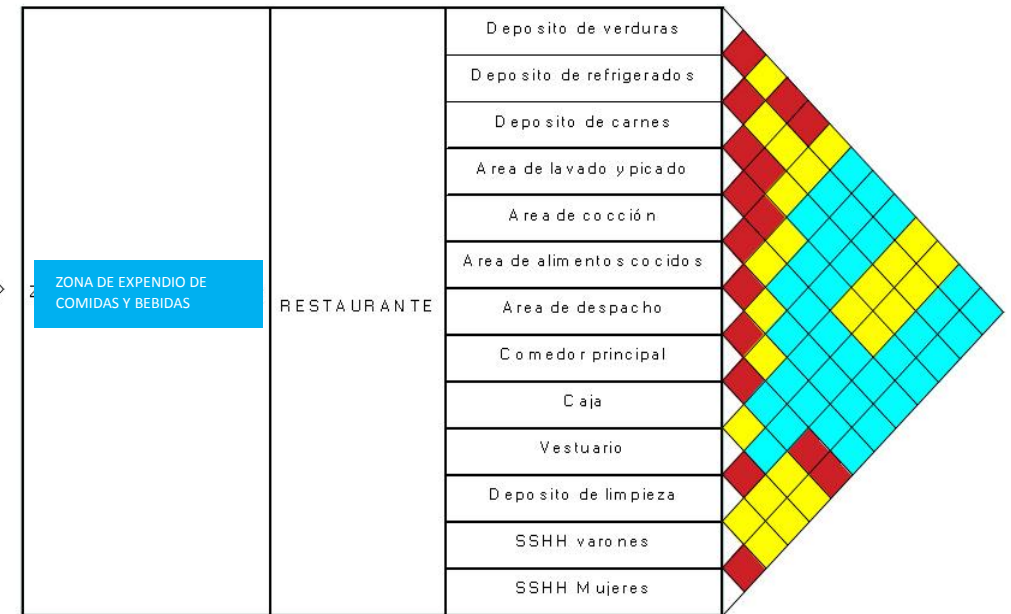 Deposito de verduras
Deposito de refrigerados
Deposito de carnes
Area de lavado y picado
Area de cocción
Area de alimentos cocidos
Area de despacho
Comedor principal
Caja
Vestuario
Deposito de limpieza
SSHH varones
SSHH Mujeres
ZONA DE EXPENDIO DE
COMIDAS Y BEBIDAS
RESTAURANTE